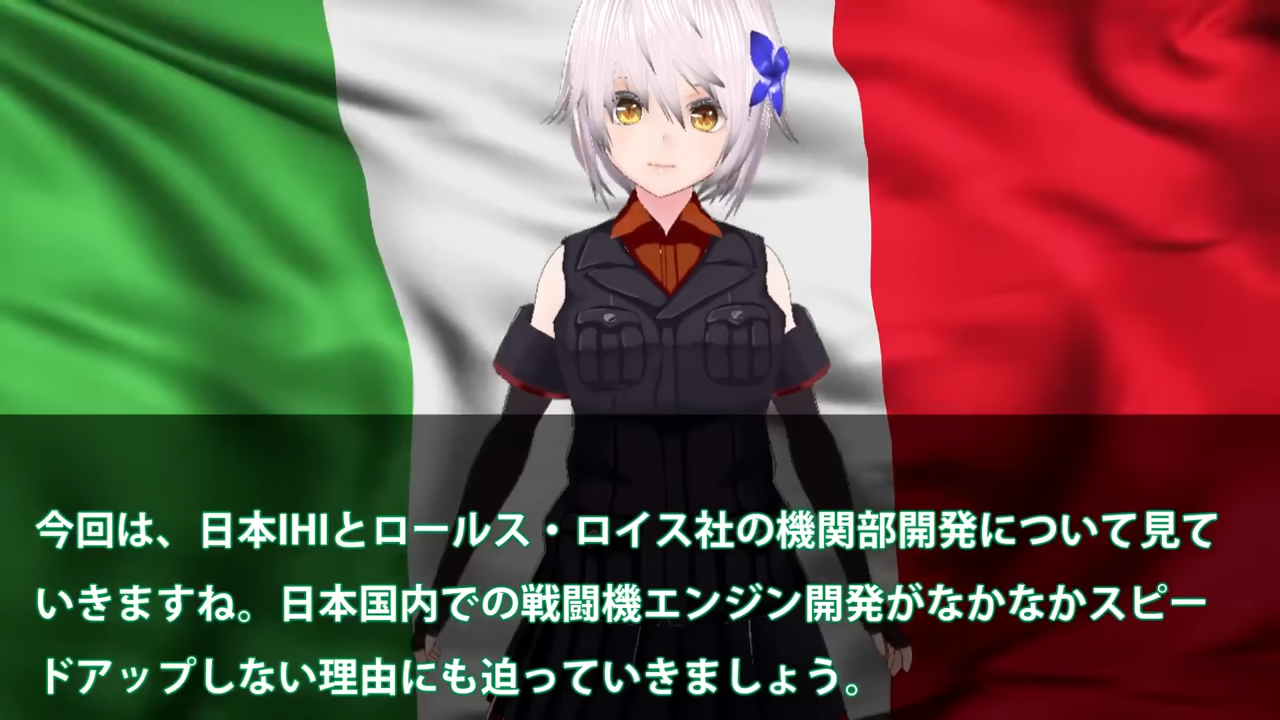 今回は、日本IHIとロールス・ロイス社の機関部開発について見て
いきますね。日本国内での戦闘機エンジン開発がなかなかスピー
ドアップしない理由にも迫っていきましょう。